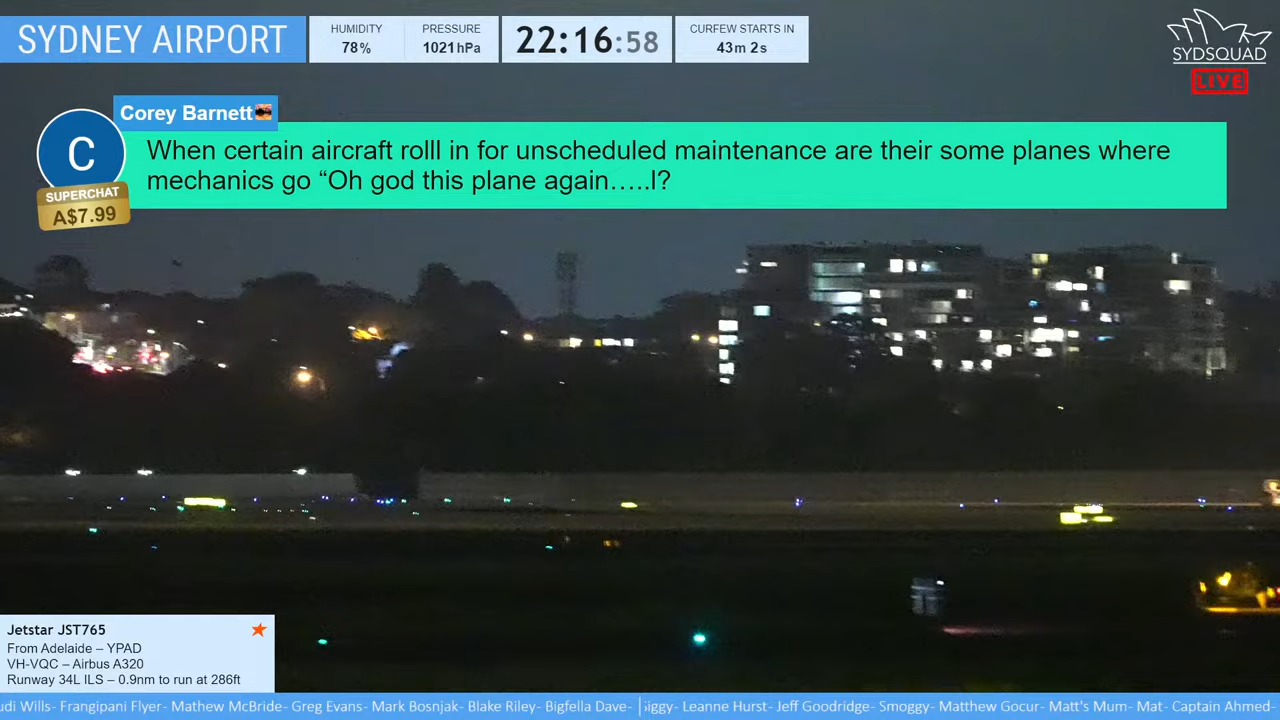 SYDNEY AIRPORT
HUMIDITY
78%
PRESSURE
1021hPa
22:16:58
CURFEW STARTS IN
43m 2s
SYDSQUAD
LIVE
Corey Barnett
C
SUPERCHAT
A$7.99
When certain aircraft rolll in for unscheduled maintenance are their some planes where
mechanics go “Oh god this plane again…..l?
Jetstar JST765
From Adelaide – YPAD
VH-VQC – Airbus A320
Runway 34L ILS – 0.9nm to run at 286ft
Wills- Frangipani Flyer- Mathew McBride- Greg Evans- Mark Bosnjak- Blake Riley- Bigfella Dave- Leanne Hurst- Jeff Goodridge- Smoggy- Matthew Gocur- Matt's Mum- Mat- Captain Ahmed-